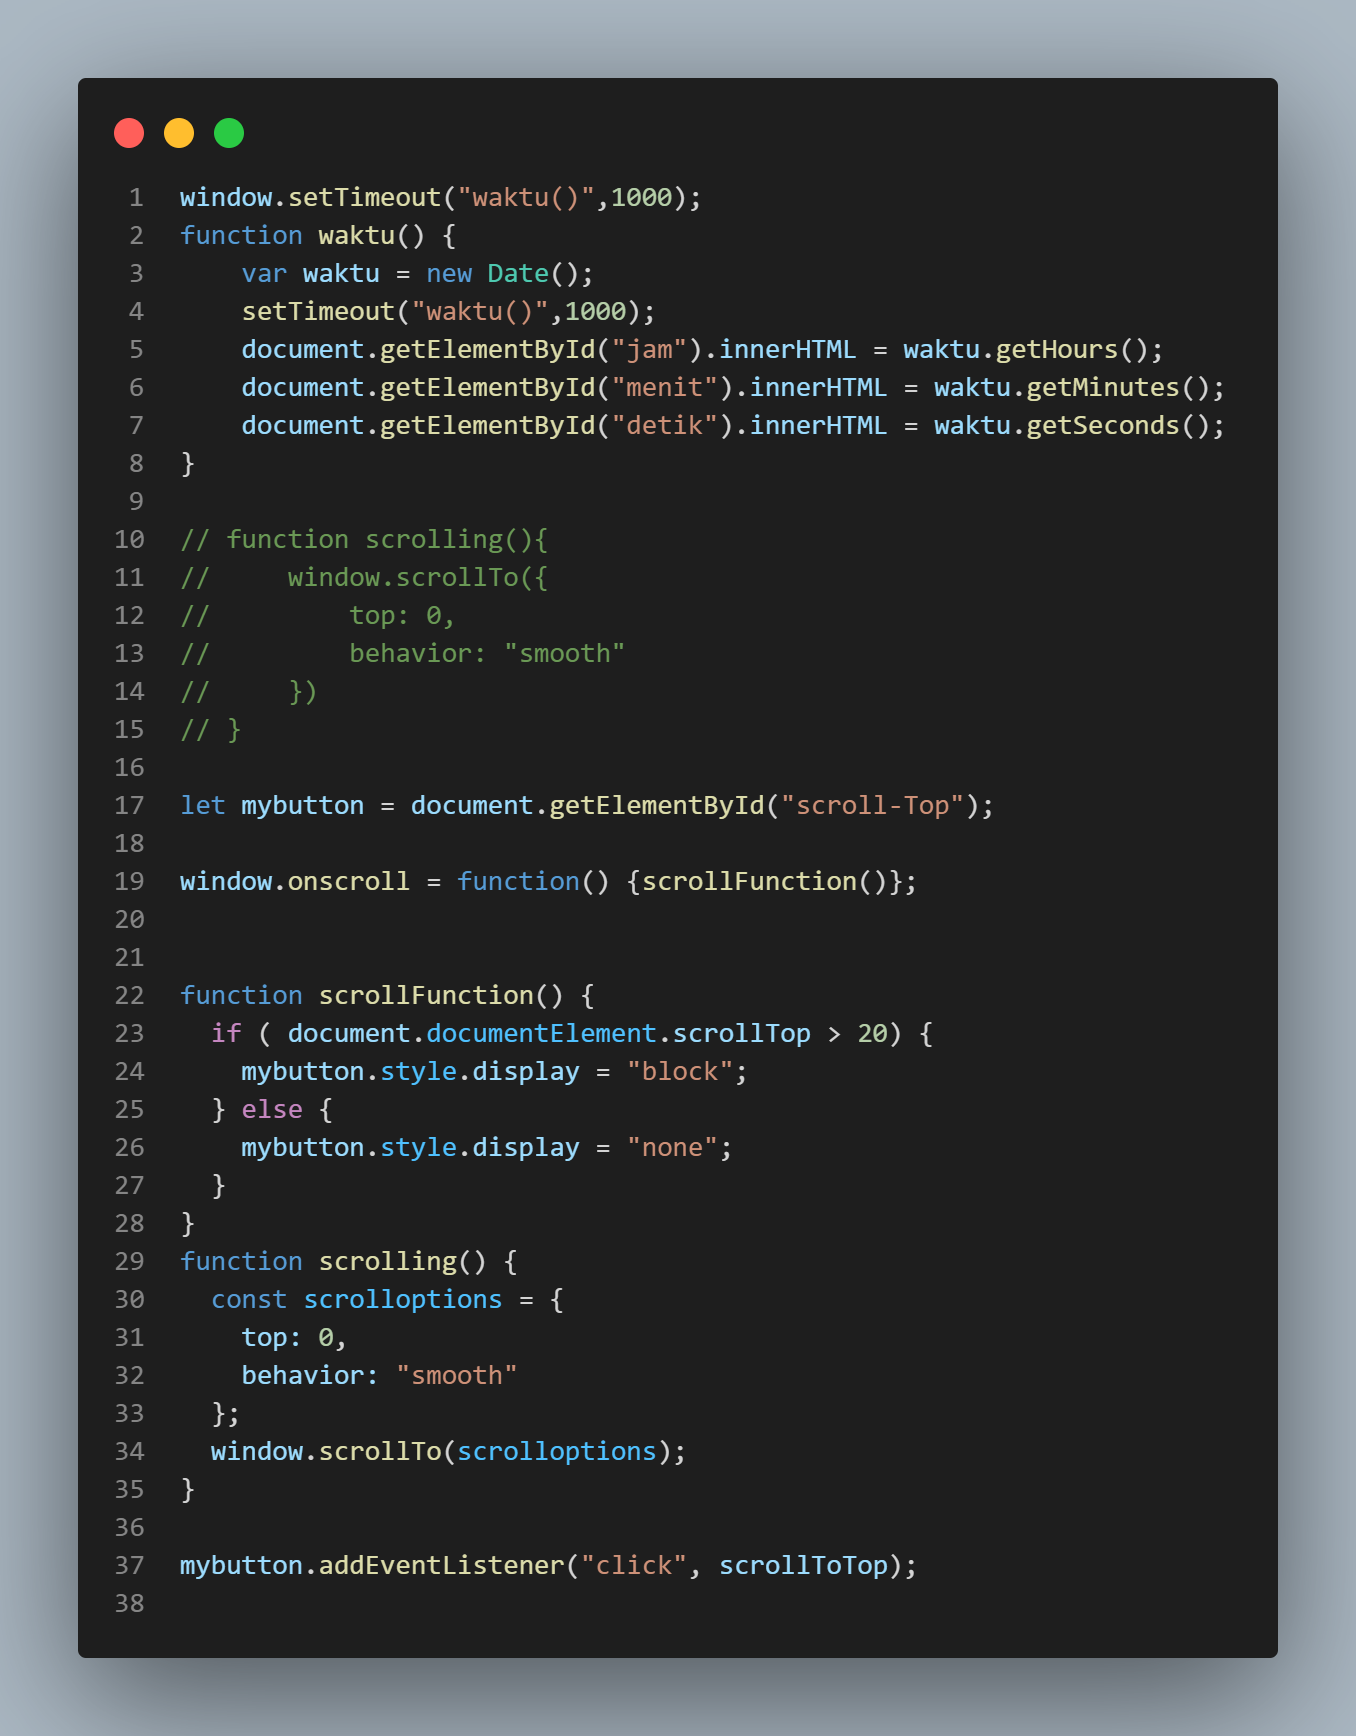 1 window.setTimeout("waktu()",1000);
2 function waktu() {
3     var waktu = new Date();
4     setTimeout("waktu()",1000);
5     document.getElementById("jam").innerHTML = waktu.getHours();
6     document.getElementById("menit").innerHTML = waktu.getMinutes();
7     document.getElementById("detik").innerHTML = waktu.getSeconds();
8 }
9
10 // function scrolling(){
11 //     window.scrollTo({
12 //         top: 0,
13 //         behavior: "smooth"
14 //     })
15 // }
16
17 let mybutton = document.getElementById("scroll-Top");
18
19 window.onscroll = function() {scrollFunction()};
20
21
22 function scrollFunction() {
23   if ( document.documentElement.scrollTop > 20) {
24     mybutton.style.display = "block";
25   } else {
26     mybutton.style.display = "none";
27   }
28 }
29 function scrolling() {
30   const scrolloptions = {
31     top: 0,
32     behavior: "smooth"
33   };
34   window.scrollTo(scrolloptions);
35 }
36
37 mybutton.addEventListener("click", scrollToTop);
38